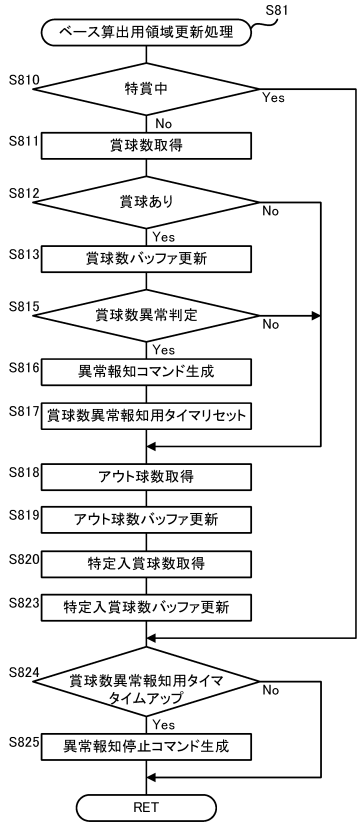 S81
ベース算出用領域更新処理
S810
特賞中
Yes
No
S811
賞球数取得
S812
賞球あり
No
Yes
S813
賞球数バッファ更新
S815
賞球数異常判定
No
Yes
S816
異常報知コマンド生成
S817
賞球数異常報知用タイマリセット
S818
アウト球数取得
S819
アウト球数バッファ更新
S820
特定入賞球数取得
S823
特定入賞球数バッファ更新
S824
賞球数異常報知用タイマ
タイムアップ
No
Yes
S825
異常報知停止コマンド生成
RET